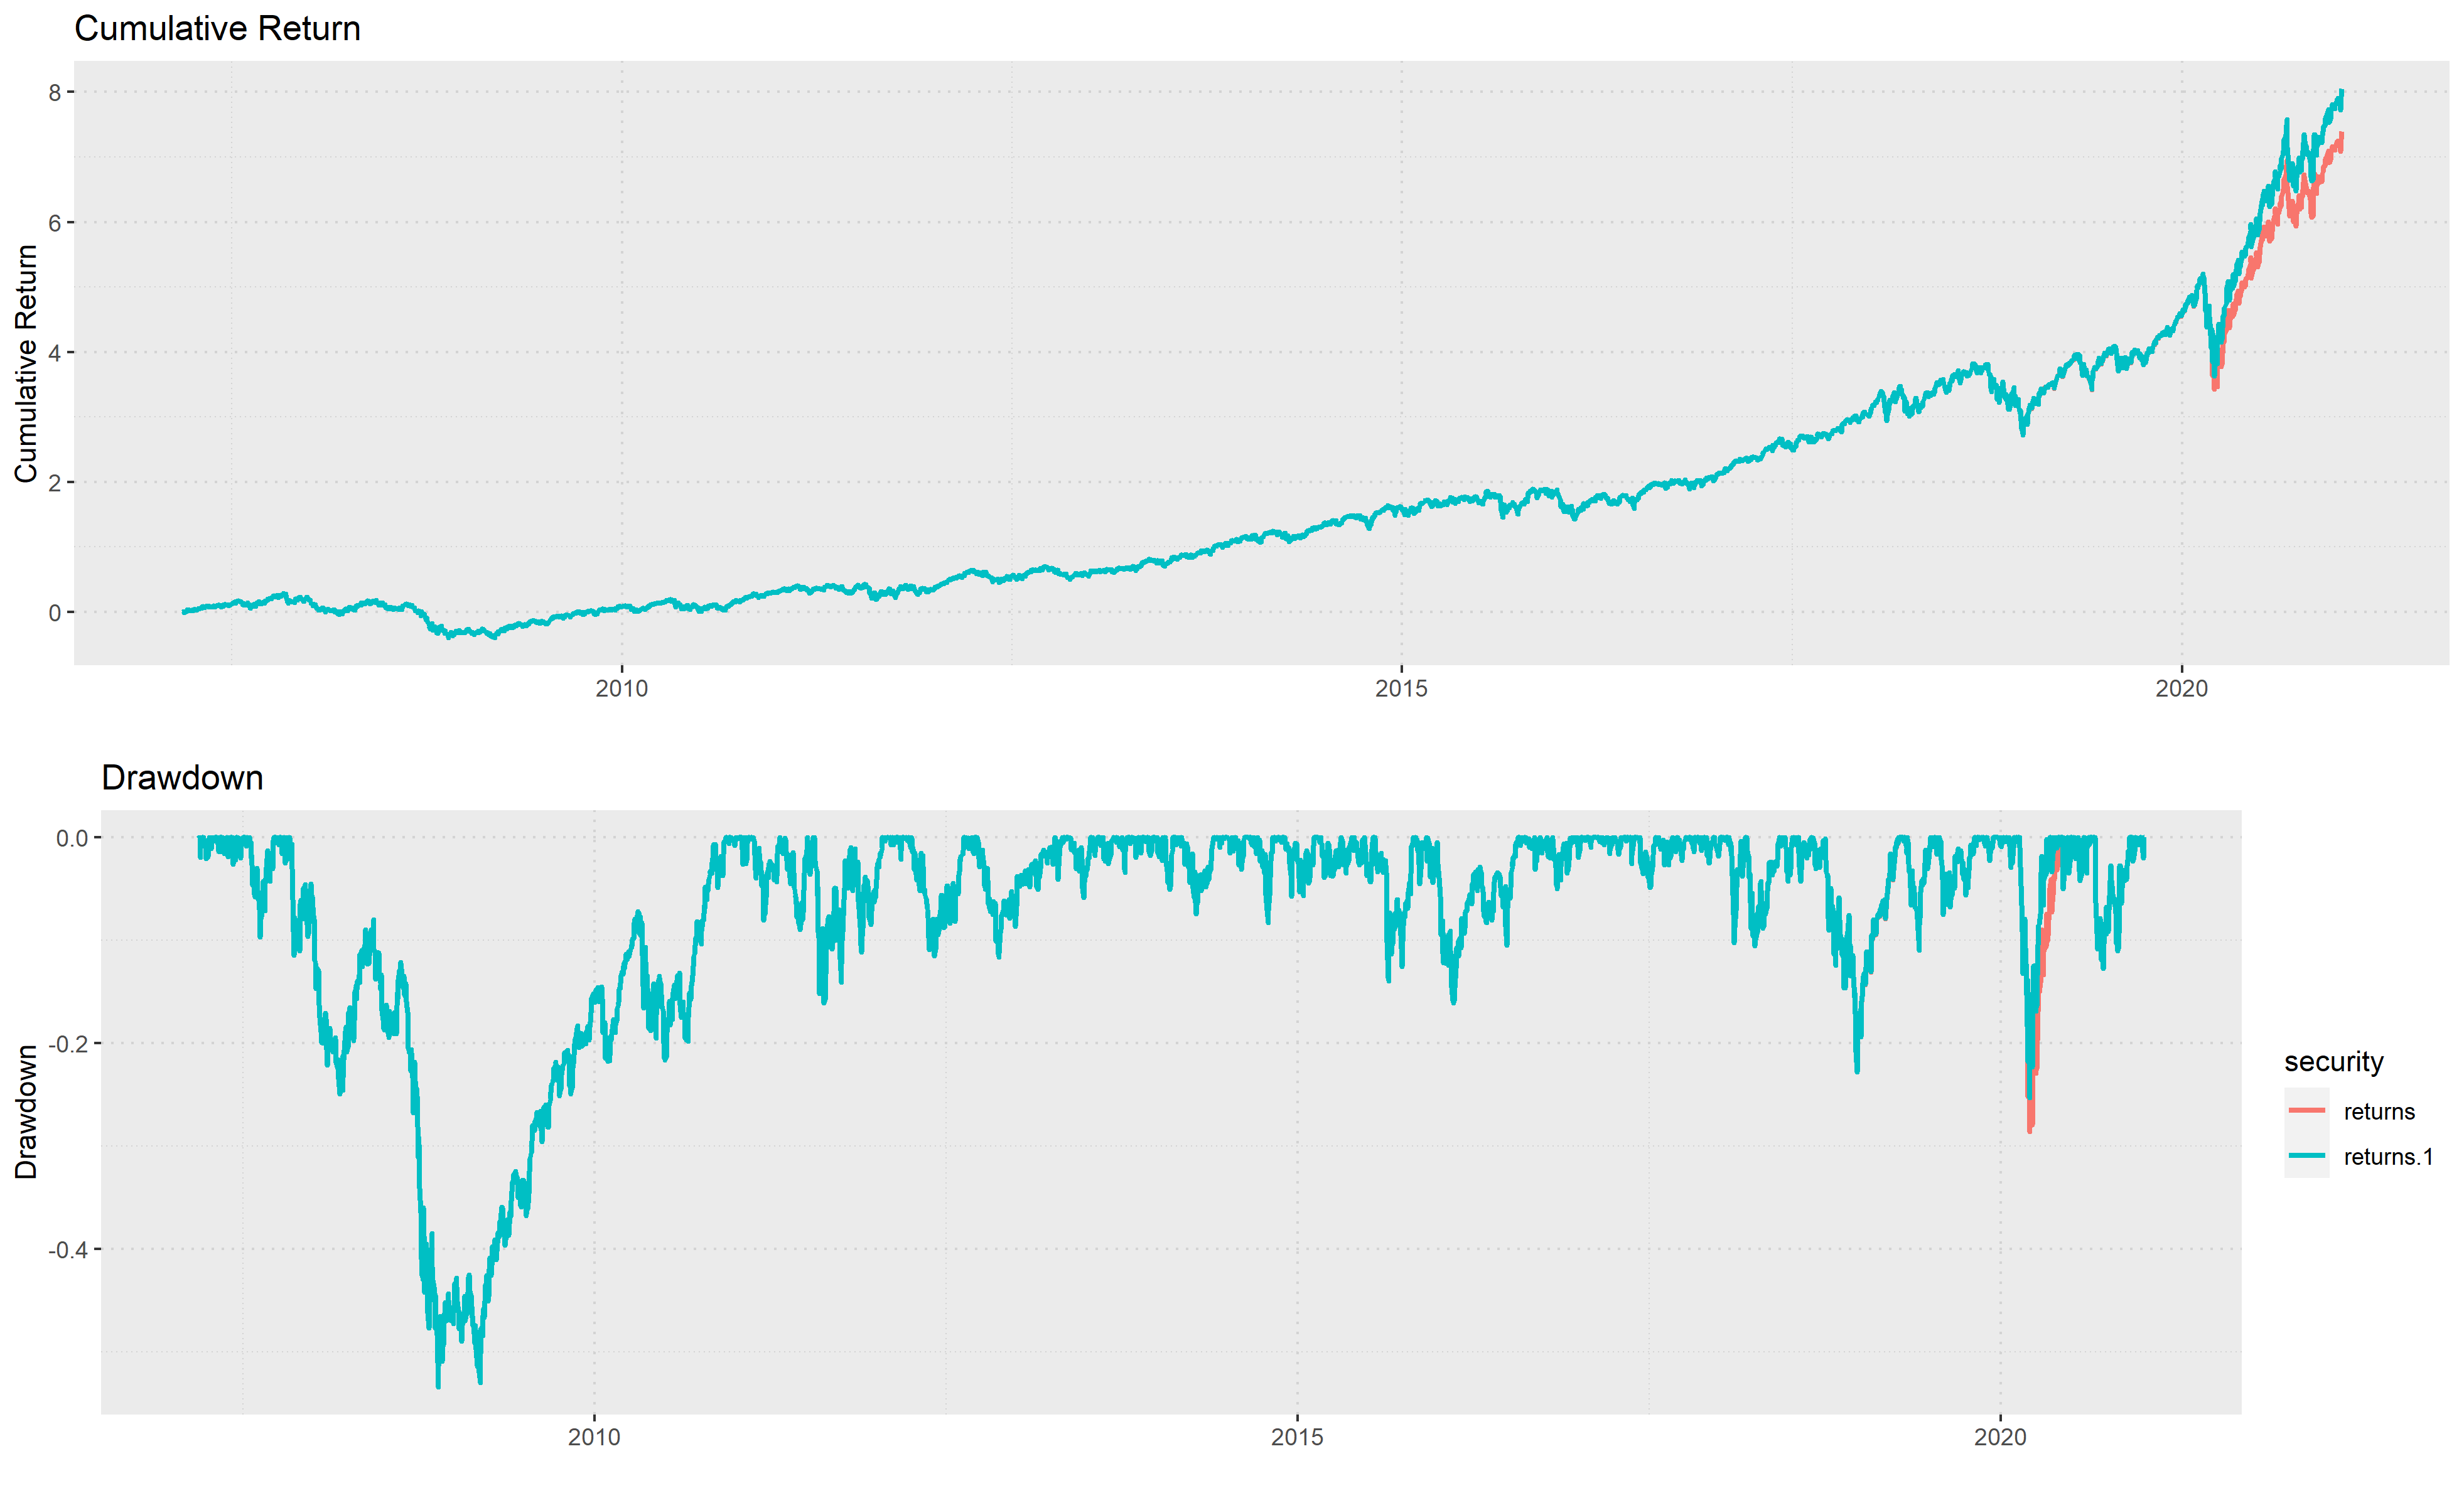 Cumulative Return
Cumulative Return
8
6
4
2
0
2010 2015 2020
Drawdown
Drawdown
0.0
-0.2
-0.4
2010 2015 2020
security
returns
returns.1